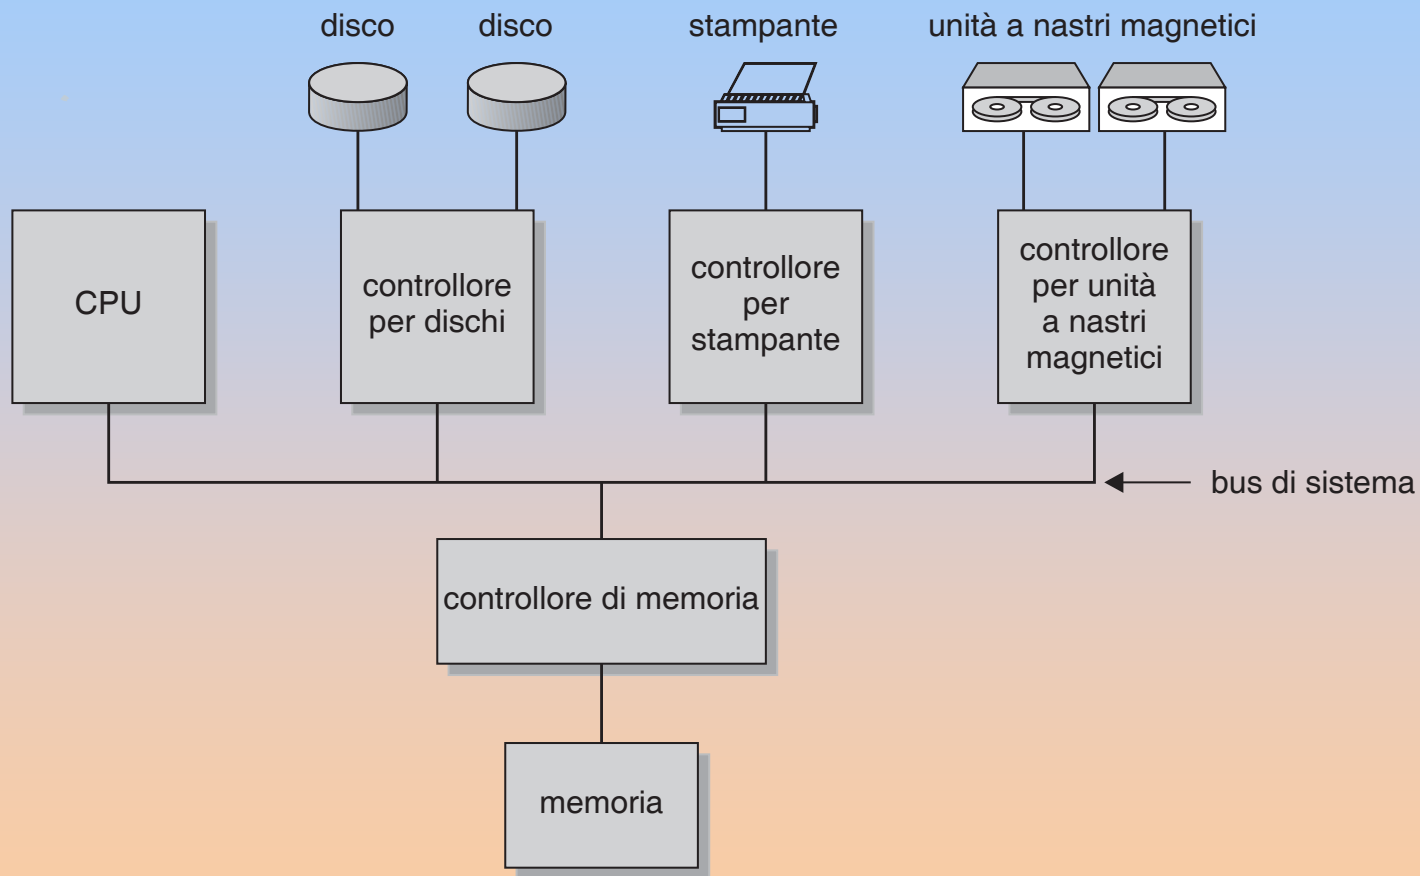 disco
disco
stampante
unità a nastri magnetici
CPU
controllore
per dischi
controllore
per
stampante
controllore
per unità
a nastri
magnetici
bus di sistema
controllore di memoria
memoria